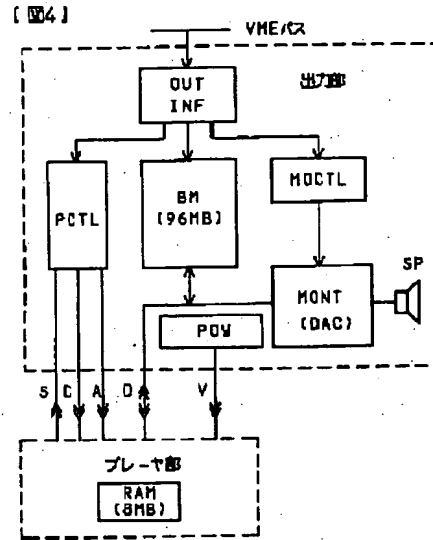 [図4]
VMEバス
OUT
INF
出力部
PCTL
BM
(96MB)
MOCTL
SP
MONT
(DAC)
POW
S C A D V
プレーヤ部
RAM
(8MB)